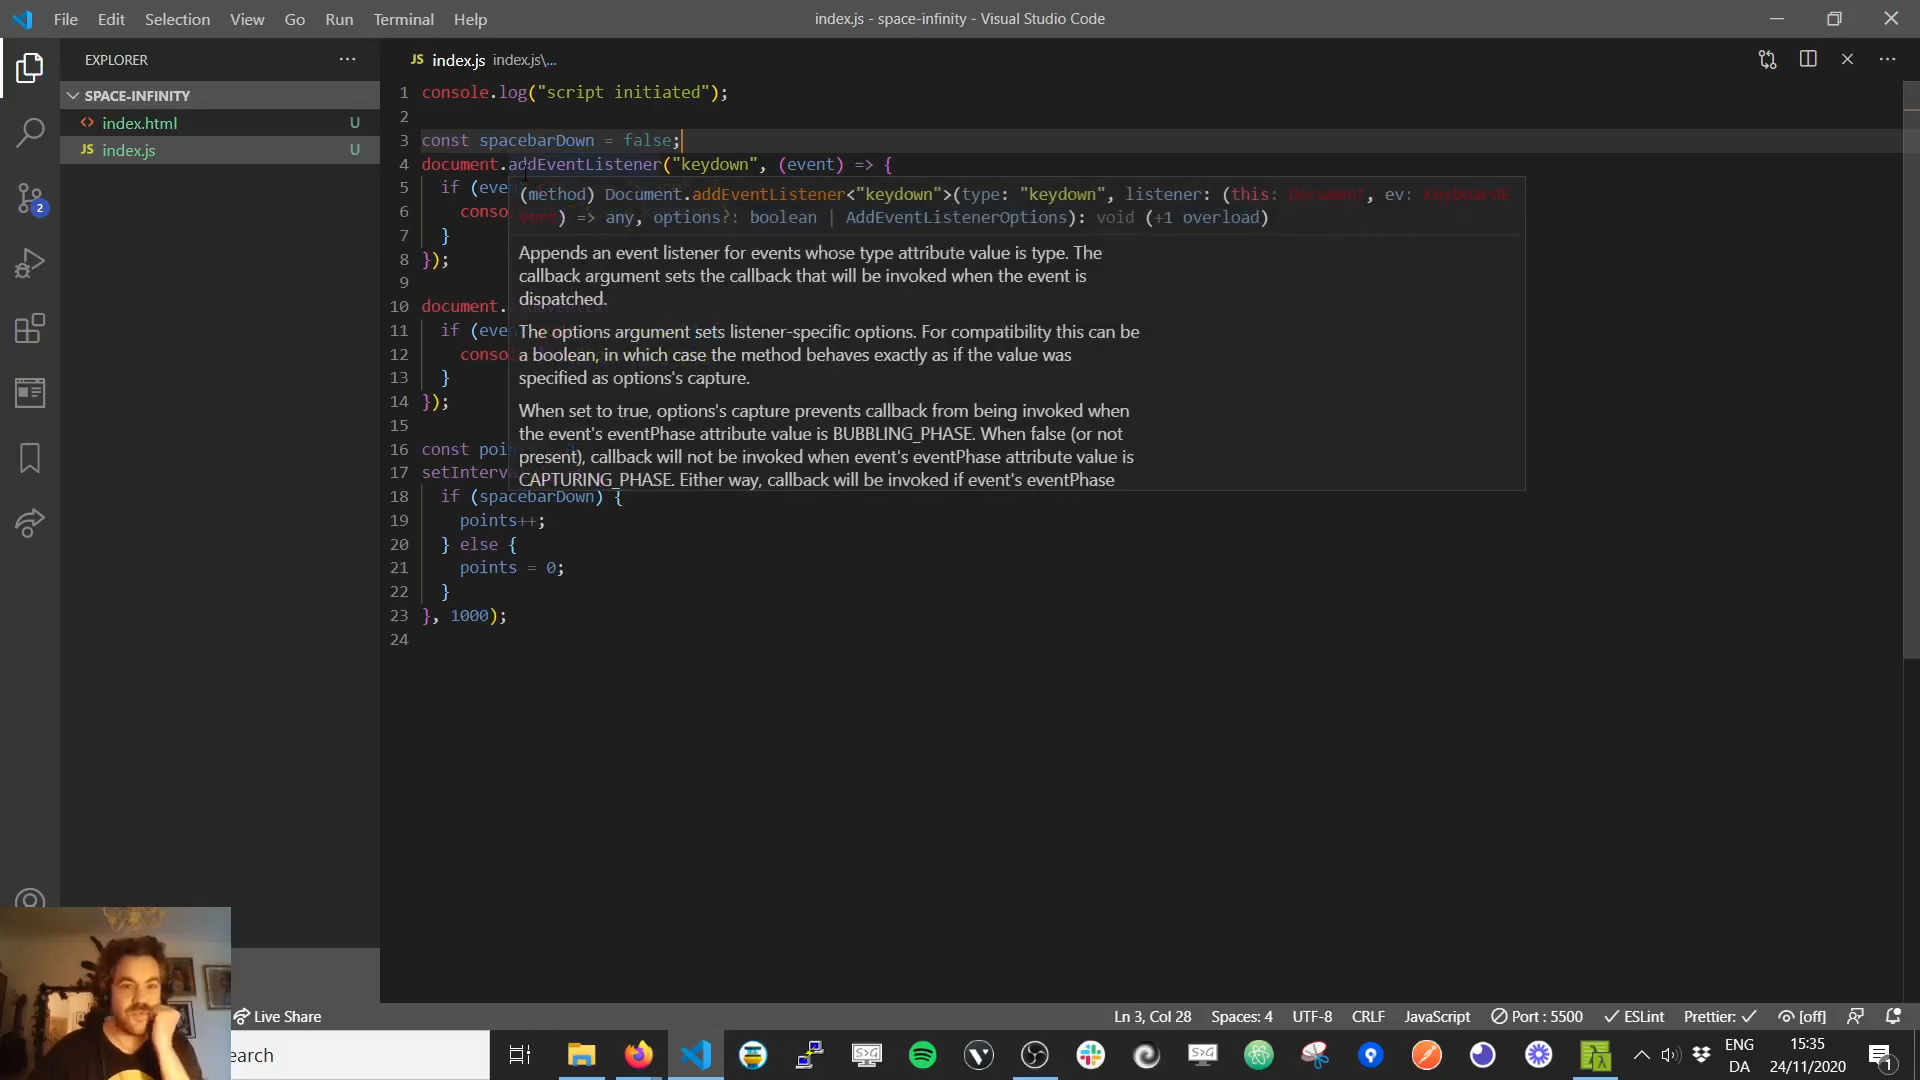 File Edit Selection View Go Run Terminal Help
index.js - space-infinity - Visual Studio Code
EXPLORER
SPACE-INFINITY
index.html U
JS index.js U
2
JS index.js index.js\...
1 console.log("script initiated");
2
3 const spacebarDown = false;
4 document.addEventListener("keydown", (event) => {
5 if (even
6 conso
7 }
8 });
9
10 document.
11 if (even
12 conso
13 }
14 });
15
16 const poi
17 setInterva
18 if (spacebarDown) {
19 points++;
20 } else {
21 points = 0;
22 }
23 }, 1000);
24
(method) Document.addEventListener<"keydown">(type: "keydown", listener: (this: Document, ev: KeyboardE
vent) => any, options?: boolean | AddEventListenerOptions): void (+1 overload)
Appends an event listener for events whose type attribute value is type. The
callback argument sets the callback that will be invoked when the event is
dispatched.
The options argument sets listener-specific options. For compatibility this can be
a boolean, in which case the method behaves exactly as if the value was
specified as options's capture.
When set to true, options's capture prevents callback from being invoked when
the event's eventPhase attribute value is BUBBLING_PHASE. When false (or not
present), callback will not be invoked when event's eventPhase attribute value is
CAPTURING_PHASE. Either way, callback will be invoked if event's eventPhase
Live Share
Ln 3, Col 28 Spaces: 4 UTF-8 CRLF JavaScript Port : 5500 ESLint Prettier: [off]
earch
S>G
S>G
ENG
DA
15:35
24/11/2020
1